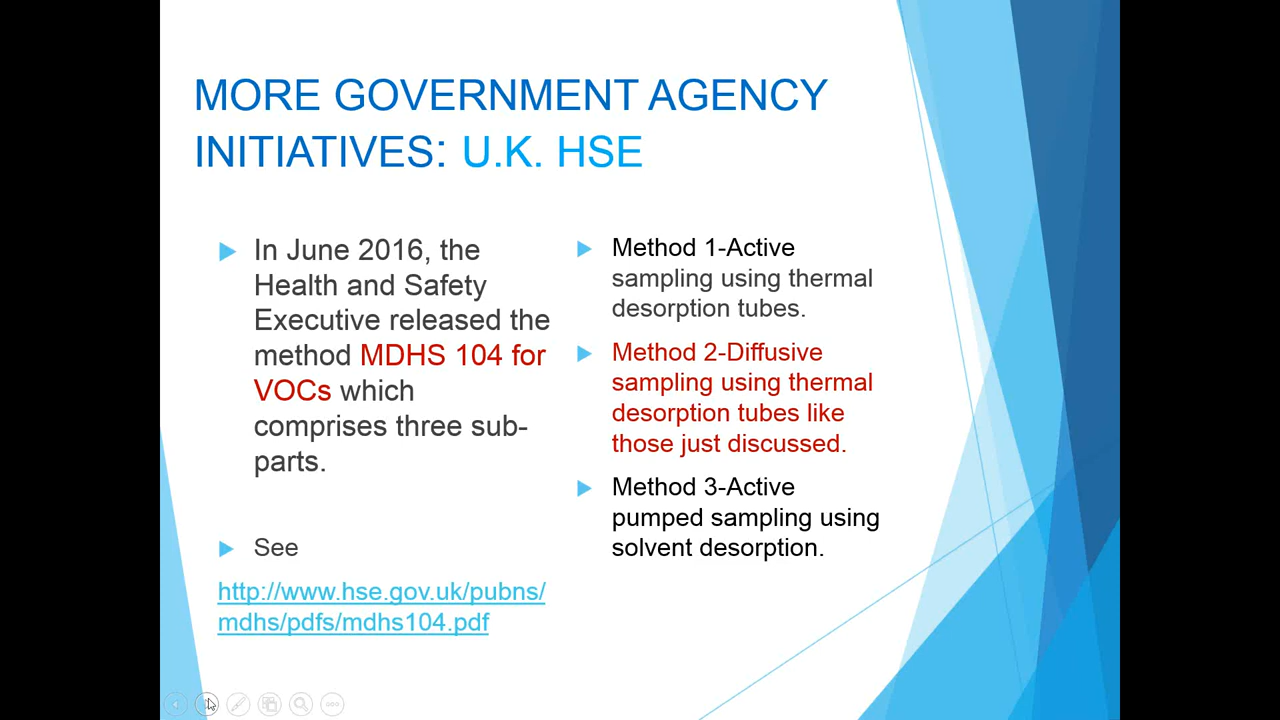 MORE GOVERNMENT AGENCY
INITIATIVES: U.K. HSE
In June 2016, the
Health and Safety
Executive released the
method MDHS 104 for
VOCs which
comprises three sub-
parts.
See
http://www.hse.gov.uk/pubns/
mdhs/pdfs/mdhs104.pdf
Method 1-Active
sampling using thermal
desorption tubes.
Method 2-Diffusive
sampling using thermal
desorption tubes like
those just discussed.
Method 3-Active
pumped sampling using
solvent desorption.